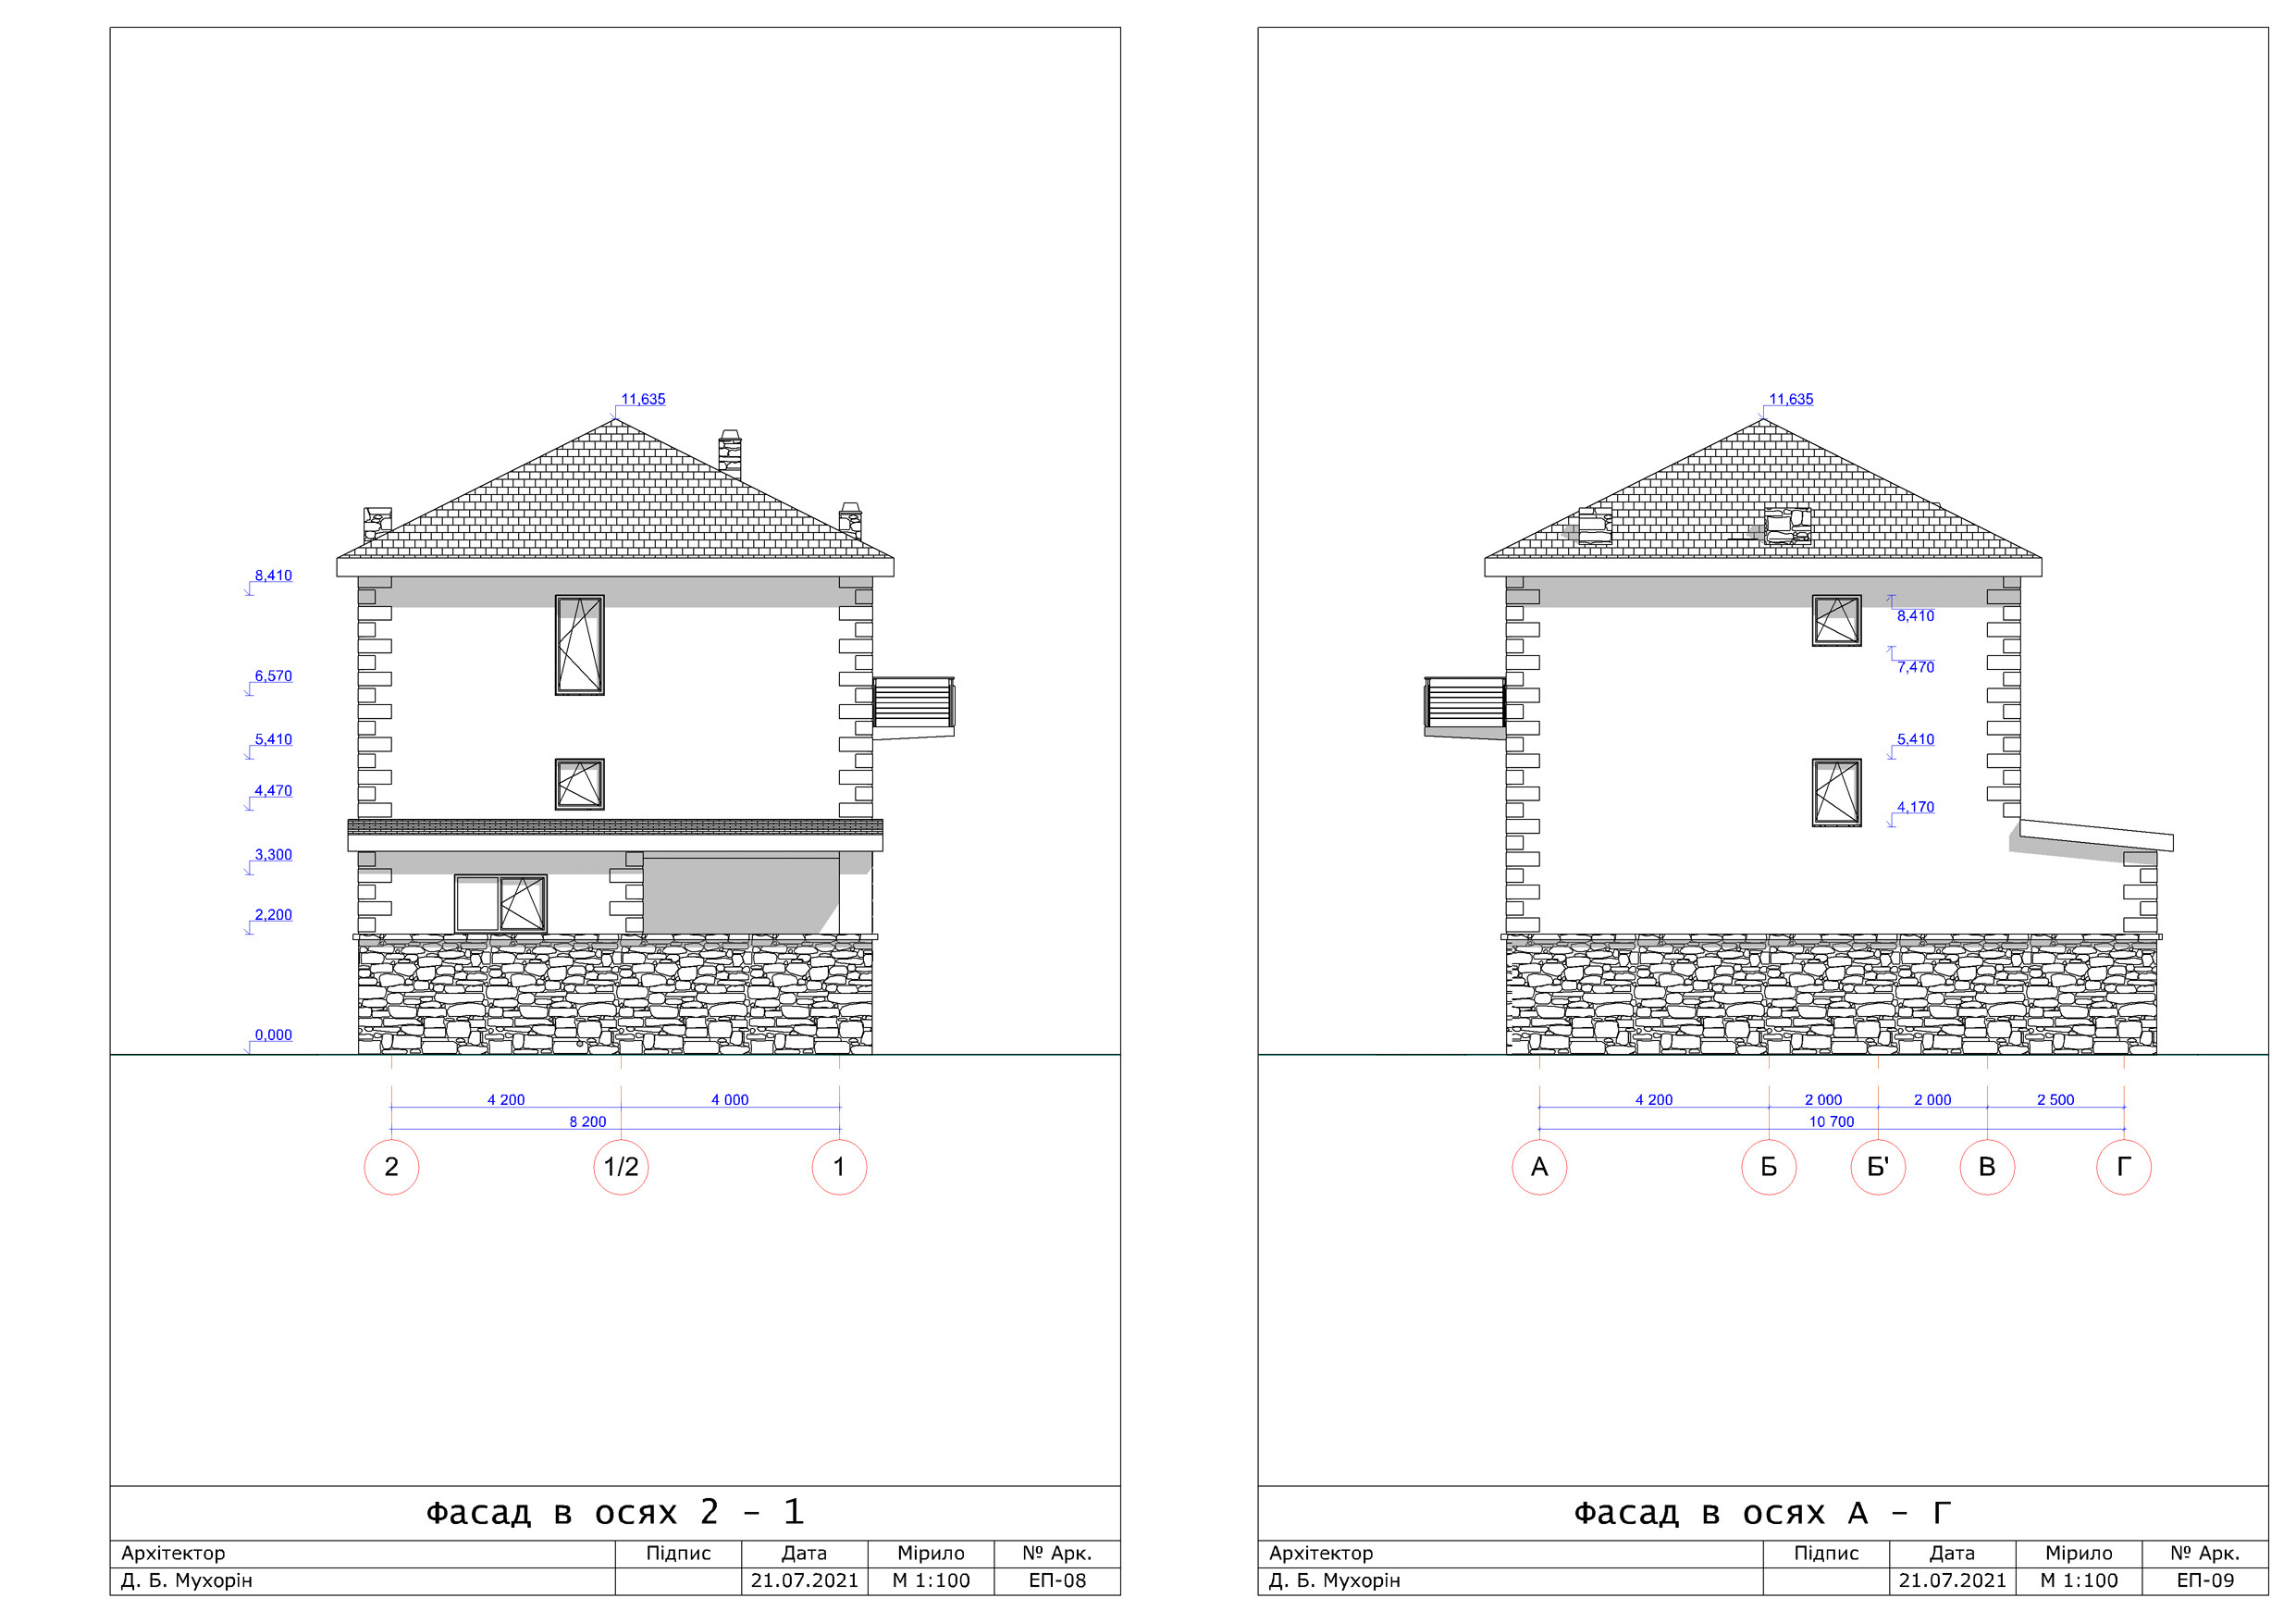 11,635
8,410
6,570
5,410
4,470
3,300
2,200
0,000
4 200 4 000
8 200
2 1/2 1
Фасад в осях 2 - 1
Архітектор Підпис Дата Мірило № Арк.
Д. Б. Мухорін 21.07.2021 М 1:100 ЕП-08
11,635
8,410
7,470
5,410
4,170
4 200 2 000 2 000 2 500
10 700
А Б Б' В Г
Фасад в осях А - Г
Архітектор Підпис Дата Мірило № Арк.
Д. Б. Мухорін 21.07.2021 М 1:100 ЕП-09